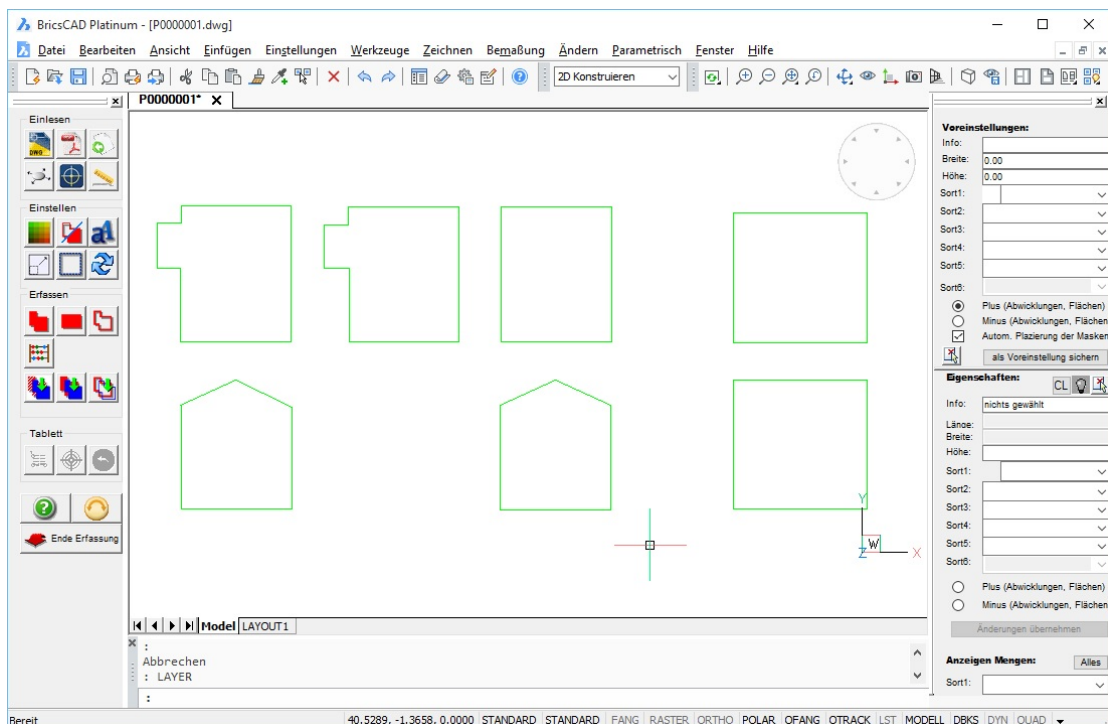 BricsCAD Platinum - [P0000001.dwg]
Datei Bearbeiten Ansicht Einfügen Eingstellungen Werkzeuge Zeichnen Bemaßung Ändern Parametrisch Fenster Hilfe
2D Konstruieren
P0000001*
Einlesen
DWG
Einstellen
Erfassen
Tablett
Ende Erfassung
Y
W
Z
X
Voreinstellungen:
Info:
Breite: 0.00
Höhe: 0.00
Sort1:
Sort2:
Sort3:
Sort4:
Sort5:
Sort6:
Plus (Abwicklungen, Flächen)
Minus (Abwicklungen, Flächen
Autom. Plazierung der Masken
als Voreinstellung sichern
Eigenschaften:
CL
Info: nichts gewählt
Länge:
Breite:
Höhe:
Sort1:
Sort2:
Sort3:
Sort4:
Sort5:
Sort6:
Plus (Abwicklungen, Flächen)
Minus (Abwicklungen, Flächen
Änderungen übernehmen
Anzeigen Mengen: Alles
Sort1:
Model LAYOUT1
:
Abbrechen
: LAYER
:
Bereit 40.5289, -1.3658, 0.0000 STANDARD STANDARD FANG RASTER ORTHO POLAR OFANG OTRACK LST MODELL DBKS DYN QUAD